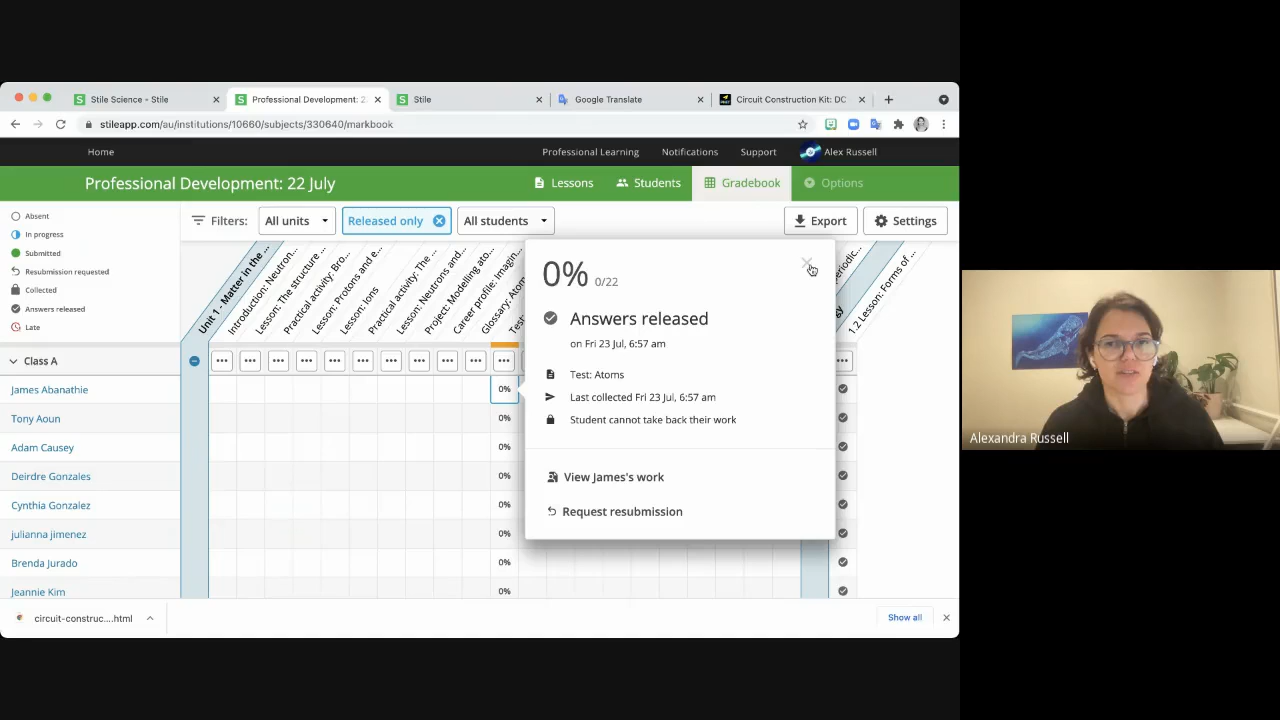 Stile Science - Stile
Professional Development: 2
Stile
Google Translate
Circuit Construction Kit: DC
stileapp.com/au/institutions/10660/subjects/330640/markbook
Home
Professional Learning
Notifications
Support
Alex Russell
Professional Development: 22 July
Lessons
Students
Gradebook
Options
Absent
In progress
Submitted
Resubmission requested
Collected
Answers released
Late
Filters:
All units
Released only
All students
Export
Settings
Unit 1 - Matter in the ...
Introduction: Neutron...
Lesson: The structure ...
Practical activity: Bro...
Lesson: Protons and e...
Lesson: Ions
Practical activity: The ...
Lesson: Neutrons and...
Project: Modelling ato...
Career profile: Imagin...
Glossary: Atom
Test:
1.2 Lesson: Forms of ...
0%
0/22
Answers released
on Fri 23 Jul, 6:57 am
Test: Atoms
Last collected Fri 23 Jul, 6:57 am
Student cannot take back their work
View James's work
Request resubmission
Class A
James Abanathie
0%
Tony Aoun
0%
Adam Causey
0%
Deirdre Gonzales
0%
Cynthia Gonzalez
0%
julianna jimenez
0%
Brenda Jurado
0%
Jeannie Kim
0%
circuit-construc....html
Show all
Alexandra Russell